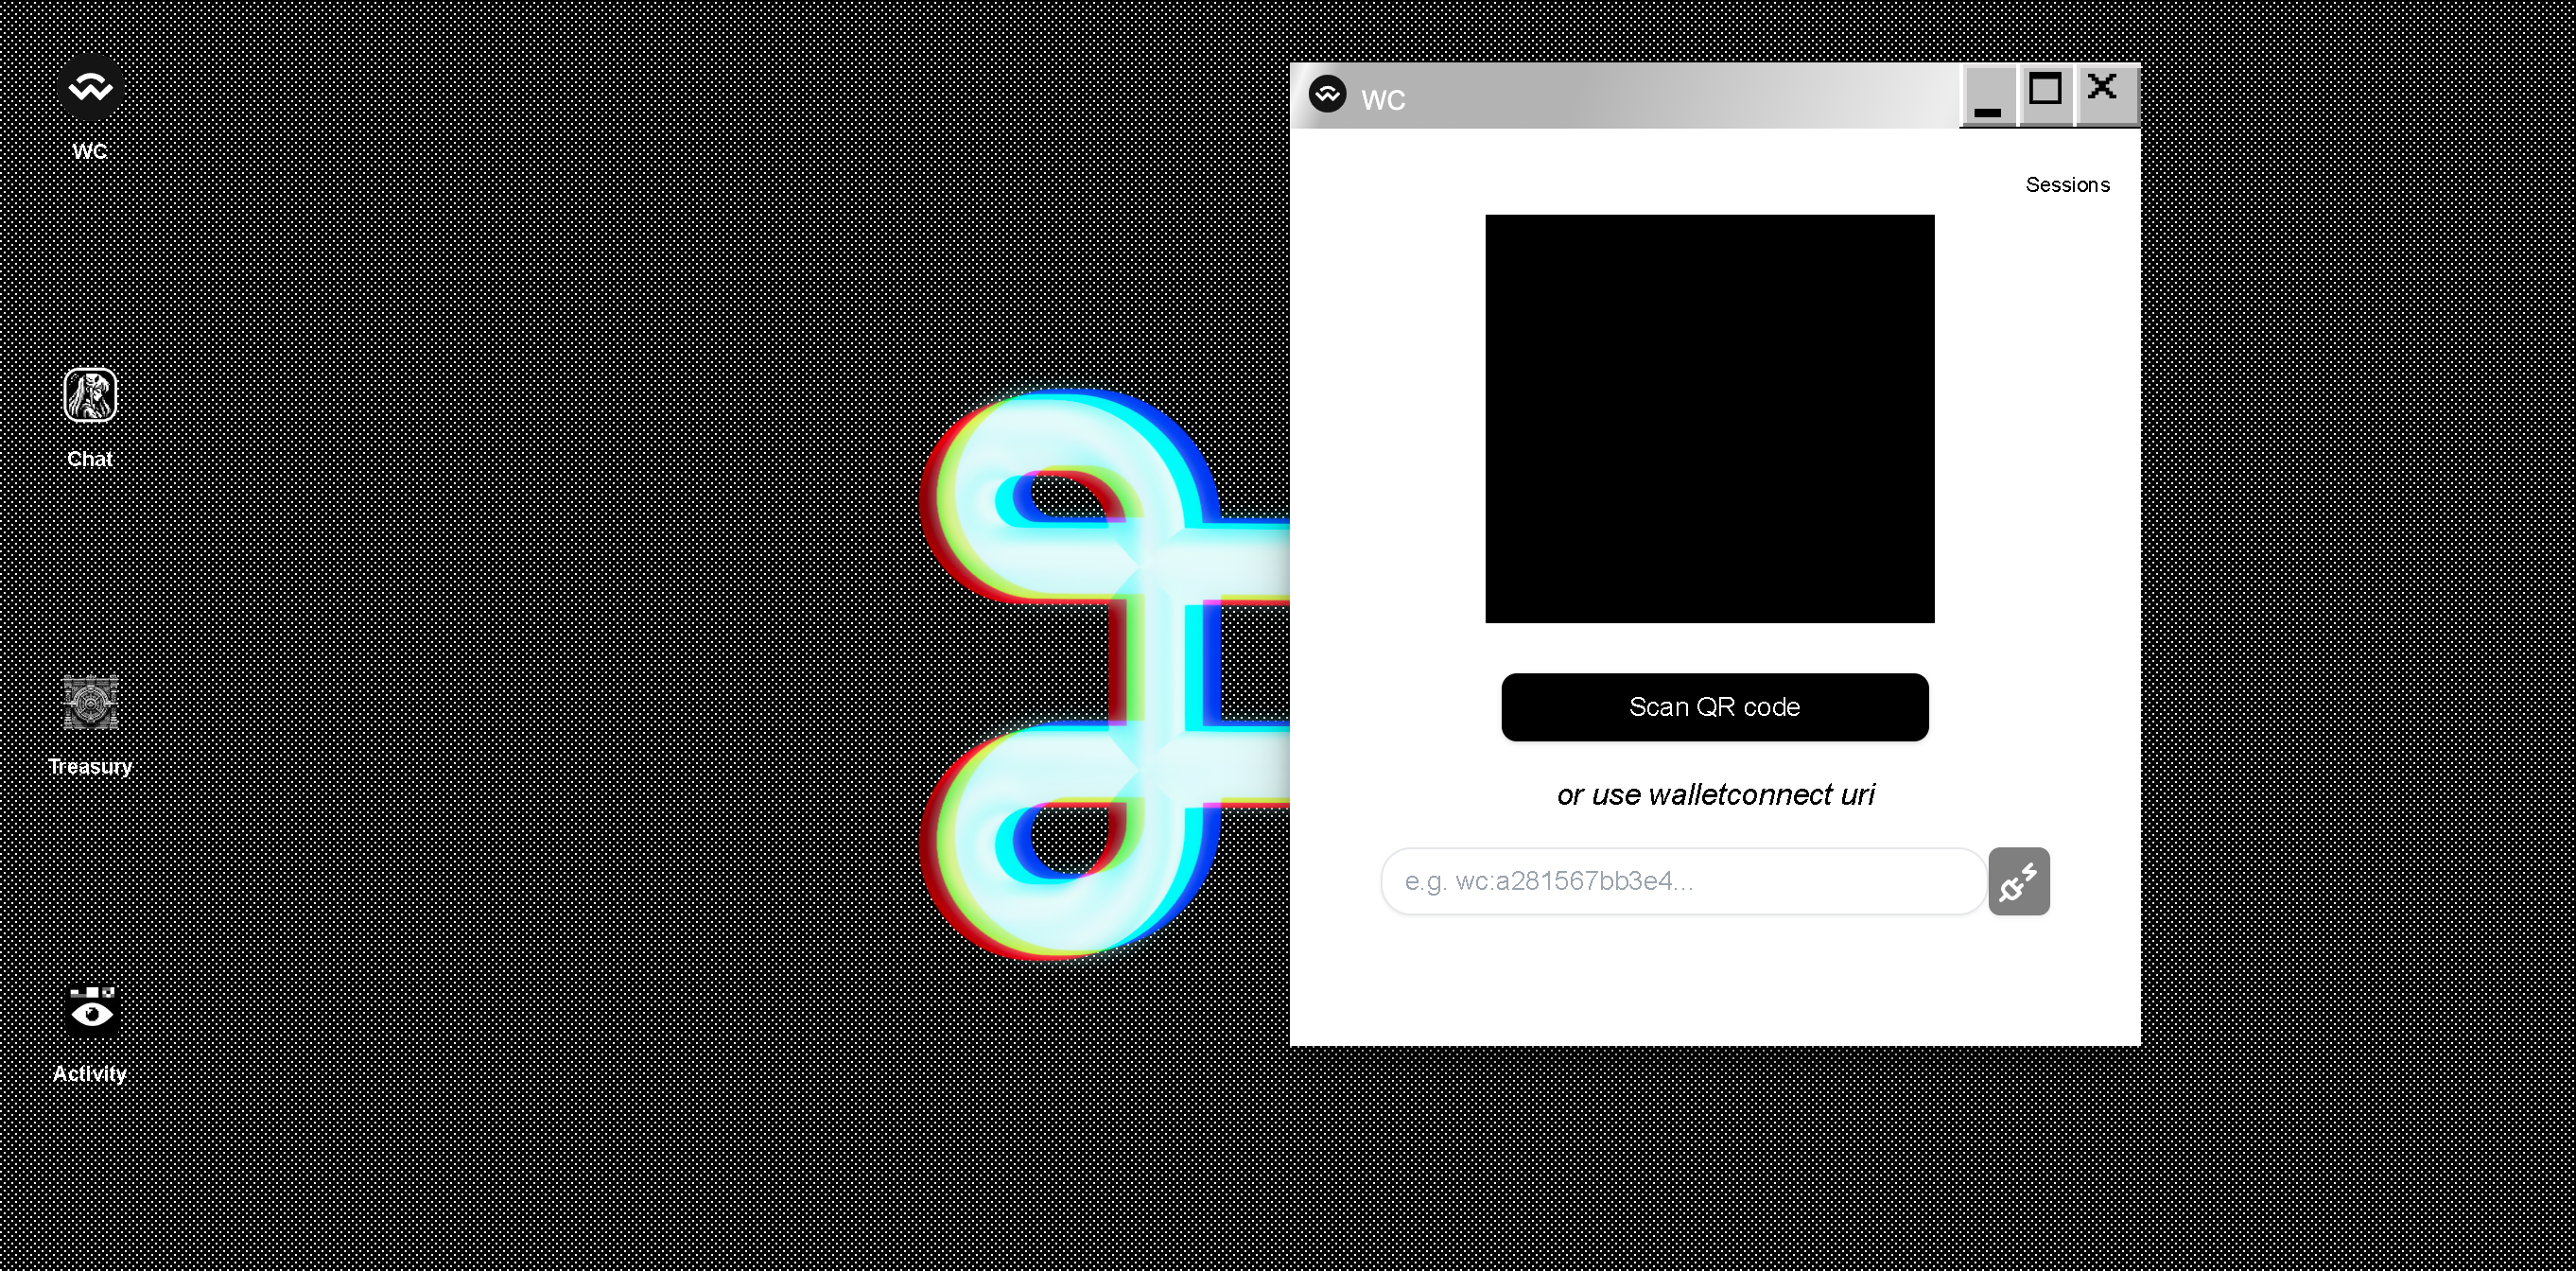 WC
Chat
Treasury
Activity
WC
Sessions
Scan QR code
or use walletconnect uri
e.g. wc:a281567bb3e4...